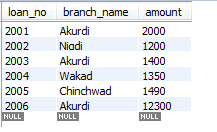 loan_no branch_name amount
2001 Akurdi 2000
2002 Nigdi 1200
2003 Akurdi 1400
2004 Wakad 1350
2005 Chinchwad 1490
2006 Akurdi 12300
NULL NULL NULL